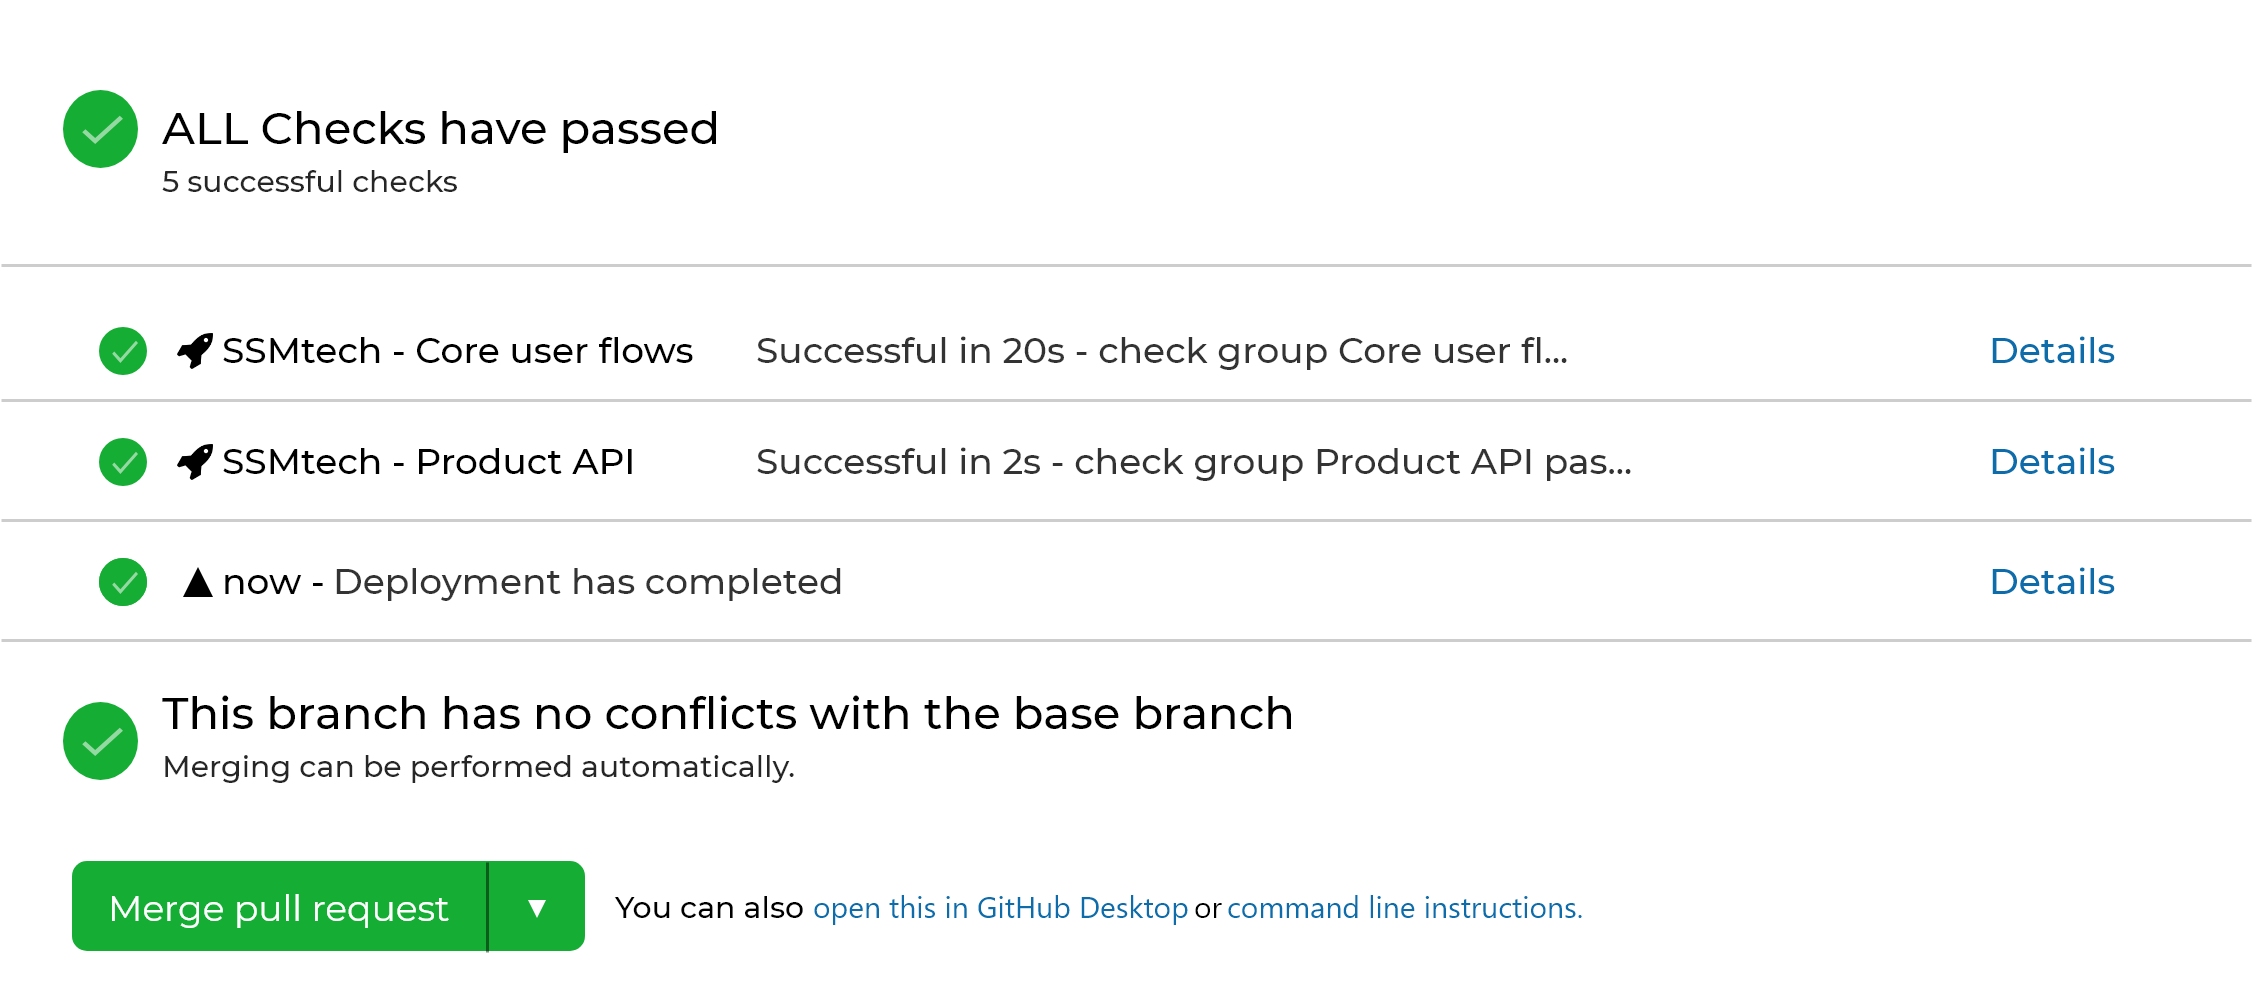 ALL Checks have passed
5 successful checks
SSMtech - Core user flows Successful in 20s - check group Core user fl... Details
SSMtech - Product API Successful in 2s - check group Product API pas... Details
now - Deployment has completed Details
This branch has no conflicts with the base branch
Merging can be performed automatically.
Merge pull request You can also open this in GitHub Desktop or command line instructions.